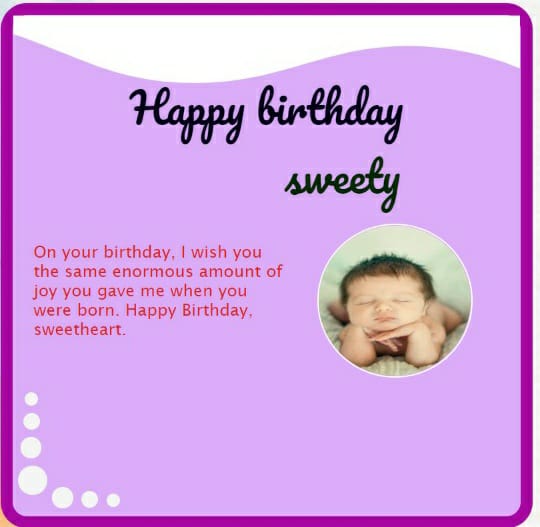 Happy birthday
sweety
On your birthday, I wish you
the same enormous amount of
joy you gave me when you
were born. Happy Birthday,
sweetheart.